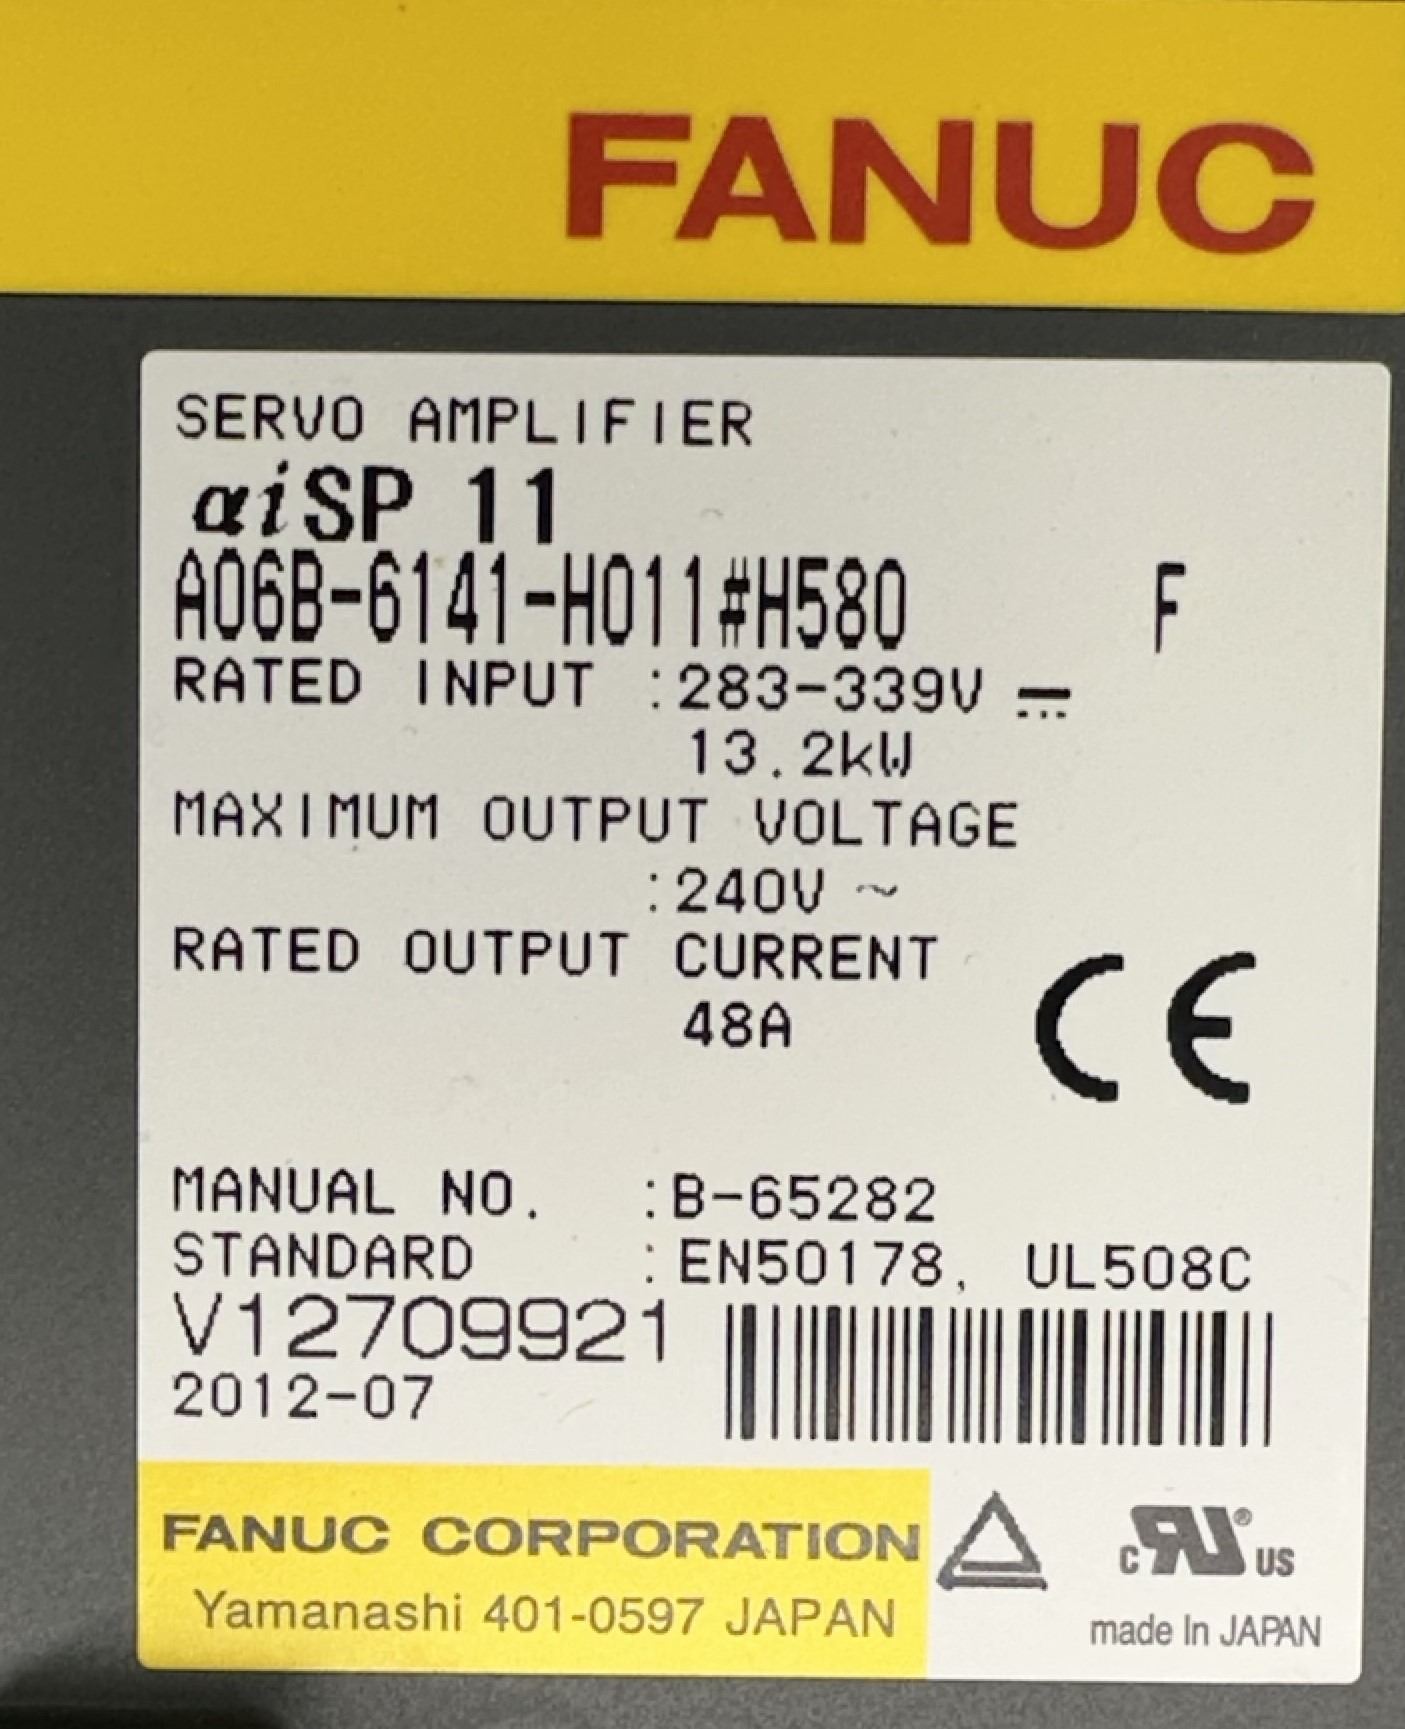 FANUC
SERVO AMPLIFIER
αiSP 11
A06B-6141-H011#H580 F
RATED INPUT :283-339V ⎓
13.2kW
MAXIMUM OUTPUT VOLTAGE
:240V ~
RATED OUTPUT CURRENT
48A
CE
MANUAL NO. :B-65282
STANDARD :EN50178, UL508C
V12709921
2012-07
FANUC CORPORATION
Yamanashi 401-0597 JAPAN
c RU ® US
made In JAPAN